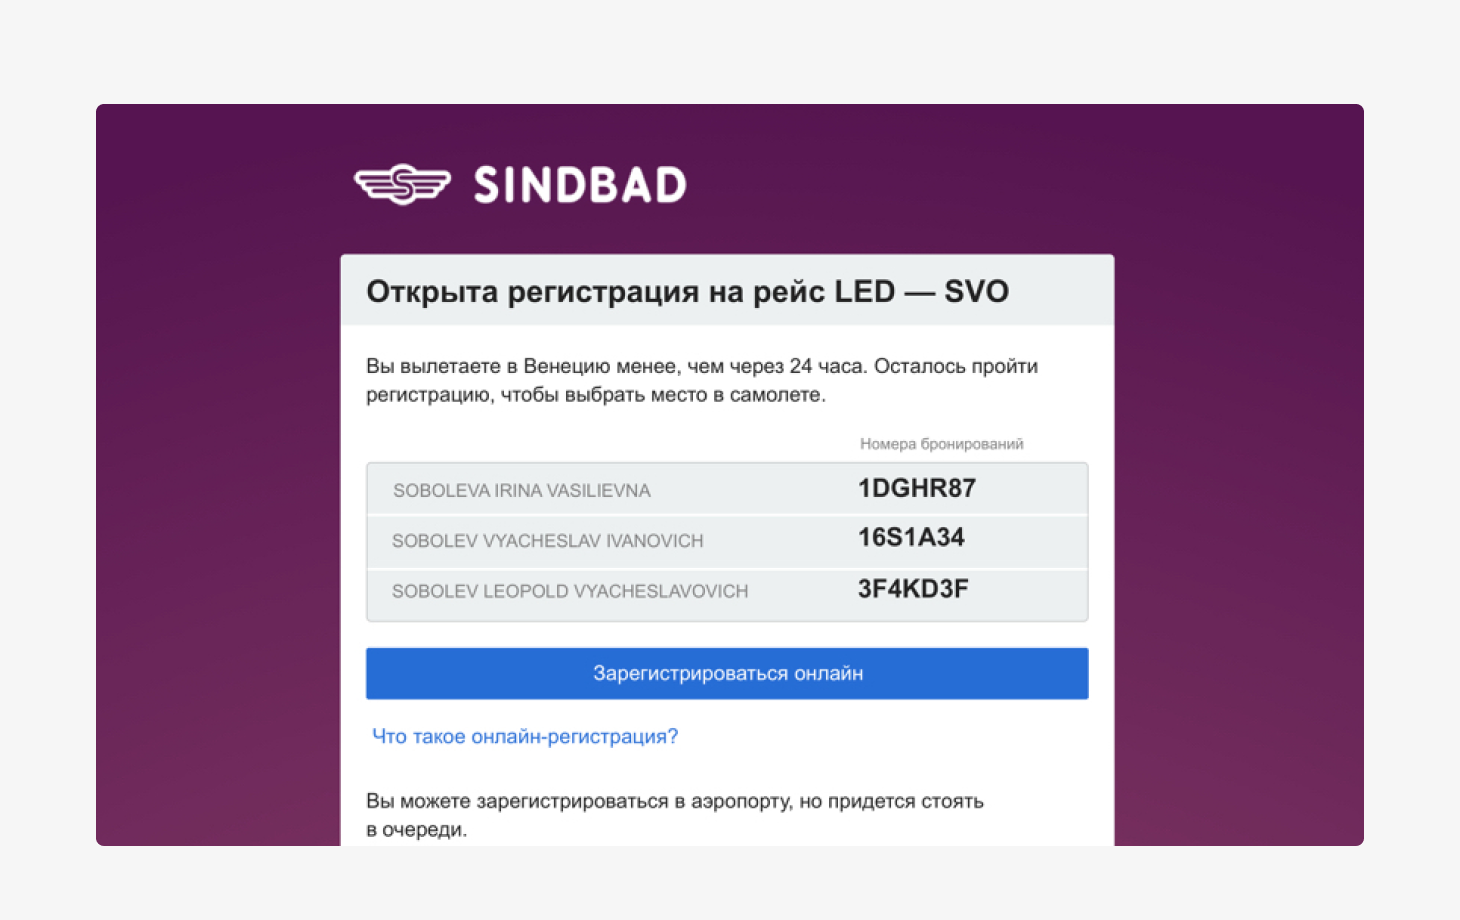 SINDBAD
Открыта регистрация на рейс LED — SVO
Вы вылетаете в Венецию менее, чем через 24 часа. Осталось пройти
регистрацию, чтобы выбрать место в самолете.
Номера бронирований
SOBOLEVA IRINA VASILIEVNA 1DGHR87
SOBOLEV VYACHESLAV IVANOVICH 16S1A34
SOBOLEV LEOPOLD VYACHESLAVOVICH 3F4KD3F
Зарегистрироваться онлайн
Что такое онлайн-регистрация?
Вы можете зарегистрироваться в аэропорту, но придется стоять
в очереди.